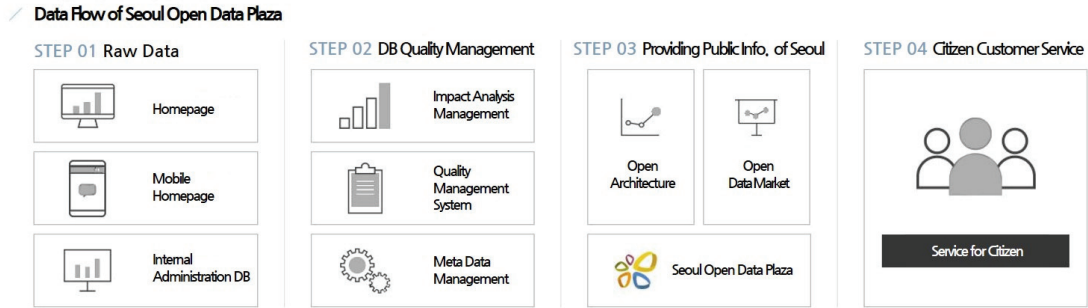 Data Flow of Seoul Open Data Plaza
STEP 01 Raw Data
Homepage
Mobile
Homepage
Internal
Administration DB
STEP 02 DB Quality Management
Impact Analysis
Management
Quality
Management
System
Meta Data
Management
STEP 03 Providing Public Info. of Seoul
Open
Architecture
Open
Data Market
Seoul Open Data Plaza
STEP 04 Citizen Customer Service
Service for Citizen